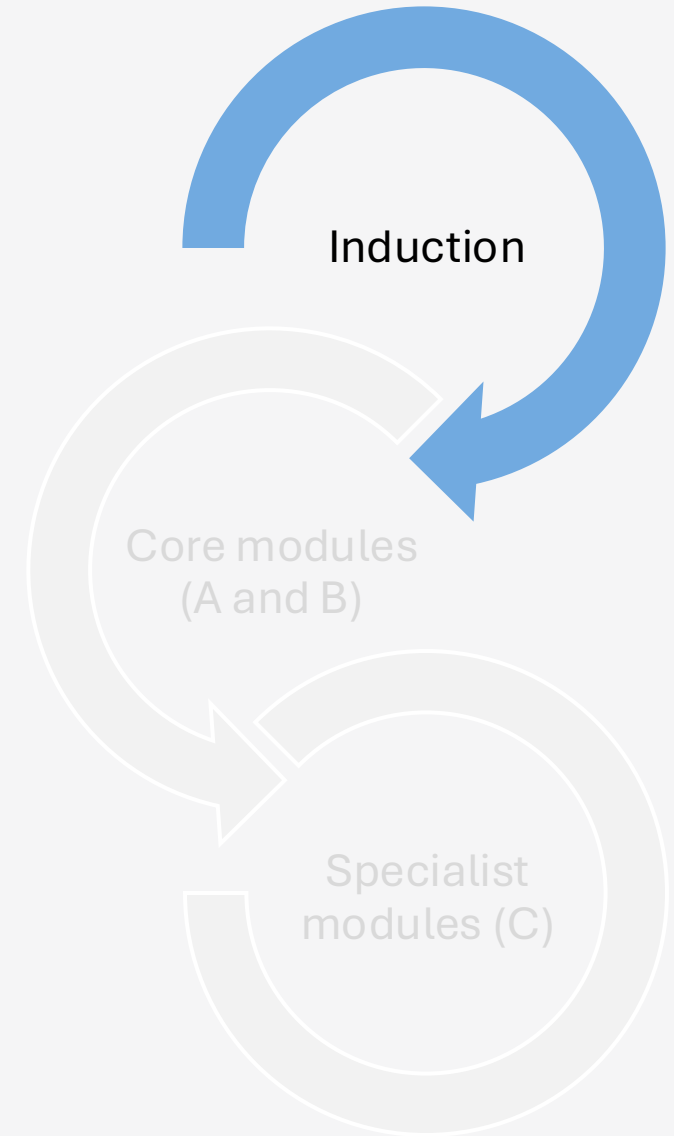 Induction
Core modules
(A and B)
Specialist
modules (C)